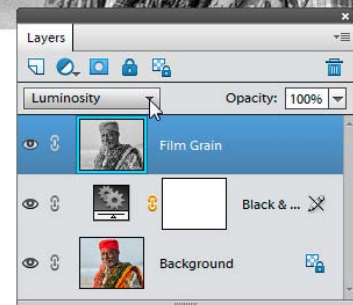 Layers
Luminosity Opacity: 100%
Film Grain
Black & ...
Background